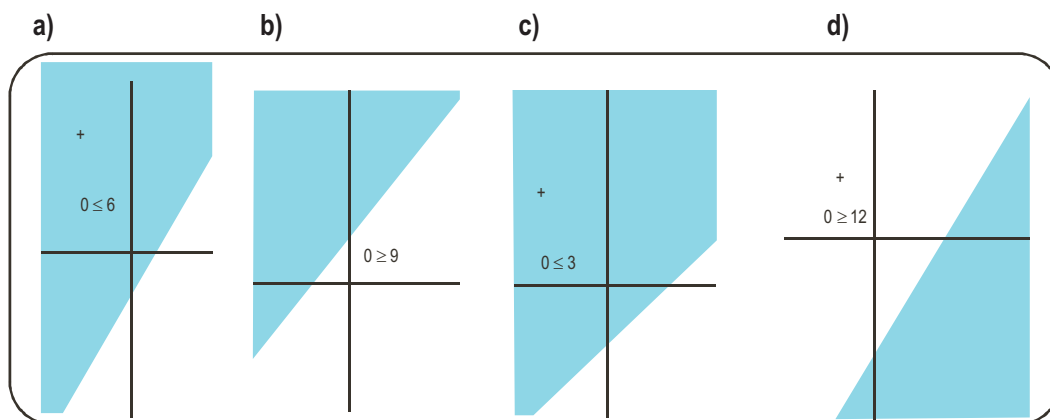 a) b) c) d)
+
0 ≤ 6
0 ≥ 9
+
0 ≤ 3
+
0 ≥ 12